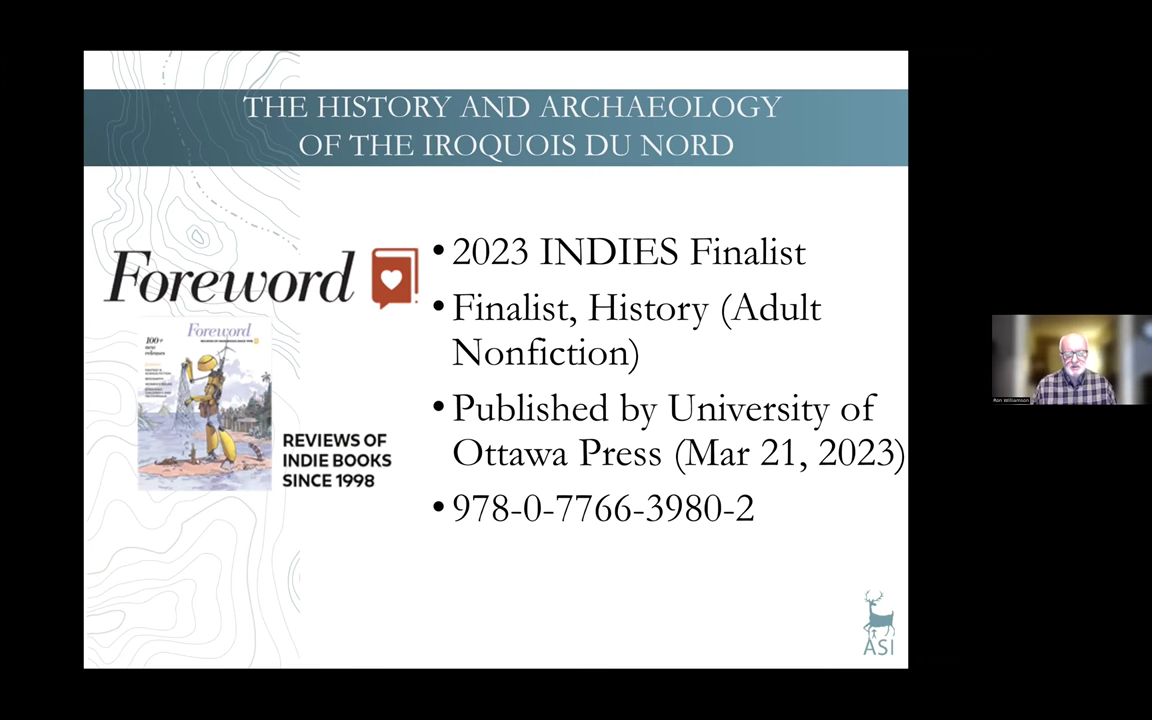 THE HISTORY AND ARCHAEOLOGY
OF THE IROQUOIS DU NORD
Foreword
• 2023 INDIES Finalist
• Finalist, History (Adult
Nonfiction)
• Published by University of
Ottawa Press (Mar 21, 2023)
• 978-0-7766-3980-2
Foreword
100+
new
releases
REVIEWS OF
INDIE BOOKS
SINCE 1998
Ron Williamson
ASI